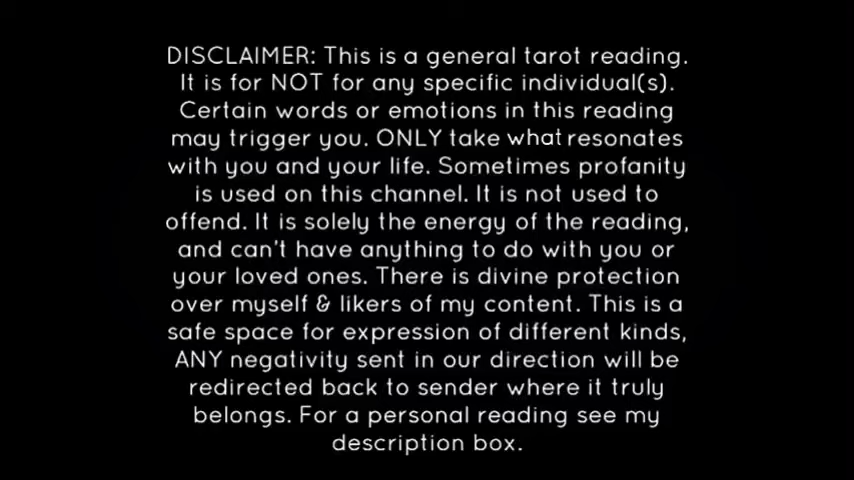 DISCLAIMER: This is a general tarot reading.
It is for NOT for any specific individual(s).
Certain words or emotions in this reading
may trigger you. ONLY take what resonates
with you and your life. Sometimes profanity
is used on this channel. It is not used to
offend. It is solely the energy of the reading,
and can't have anything to do with you or
your loved ones. There is divine protection
over myself & likers of my content. This is a
safe space for expression of different kinds,
ANY negativity sent in our direction will be
redirected back to sender where it truly
belongs. For a personal reading see my
description box.